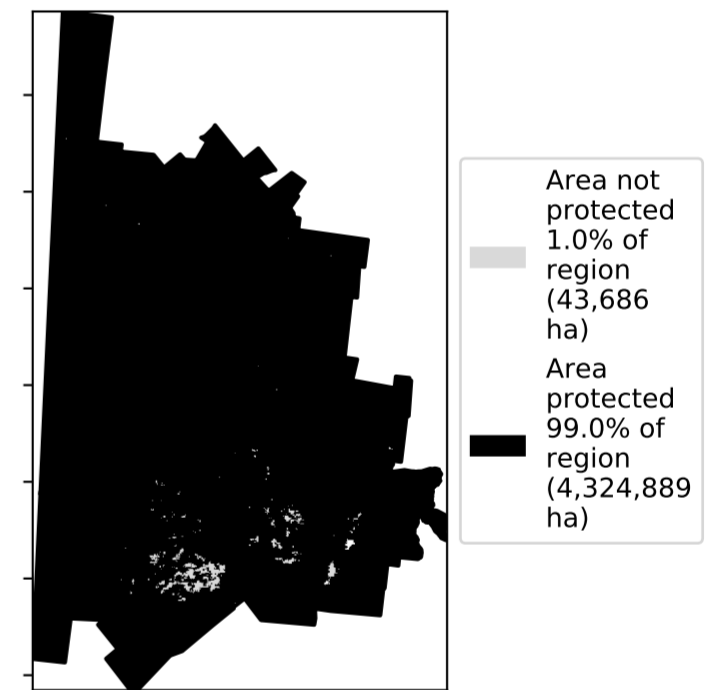 Area not
protected
1.0% of
region
(43,686
ha)
Area
protected
99.0% of
region
(4,324,889
ha)